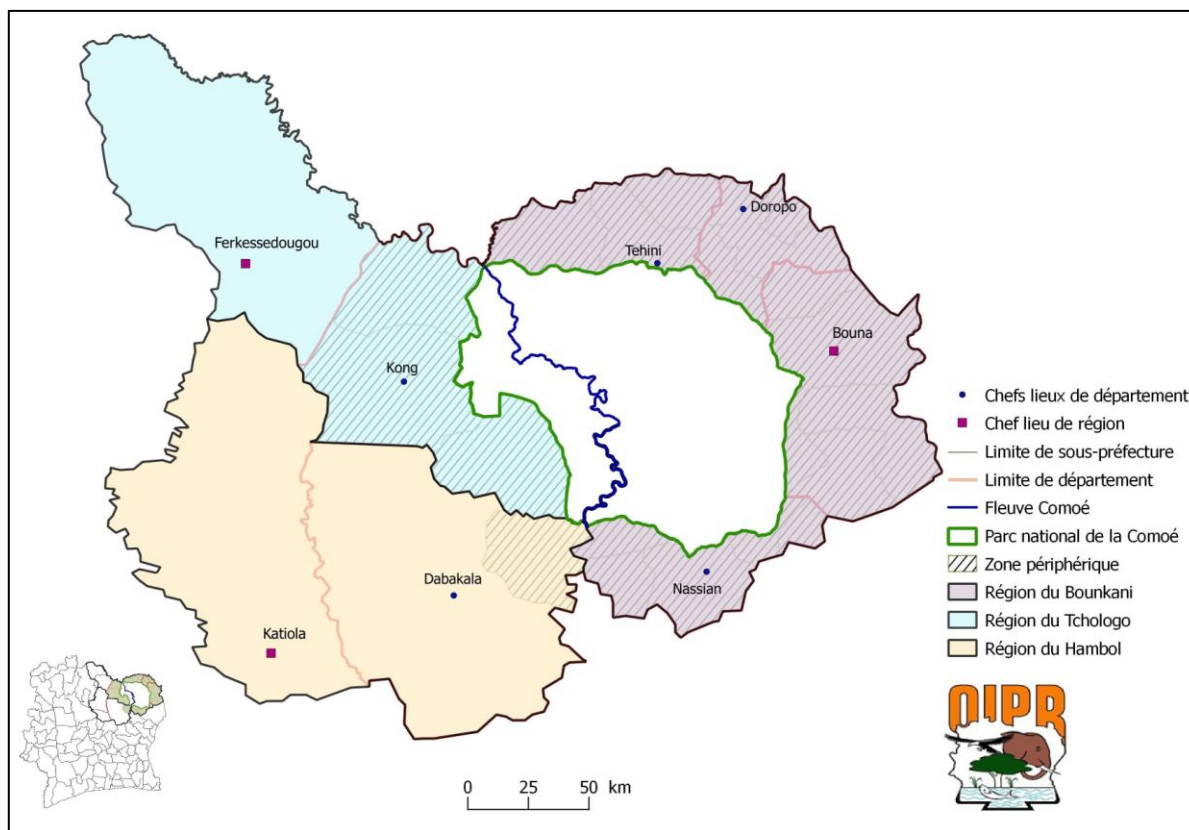 Doropo
Ferkessedougou
Tehini
Bouna
Kong
Dabakala
Nassian
Katiola
Chefs lieux de département
Chef lieu de région
Limite de sous-préfecture
Limite de département
Fleuve Comoé
Parc national de la Comoé
Zone périphérique
Région du Bounkani
Région du Tchologo
Région du Hambol
OIPR
0 25 50 km